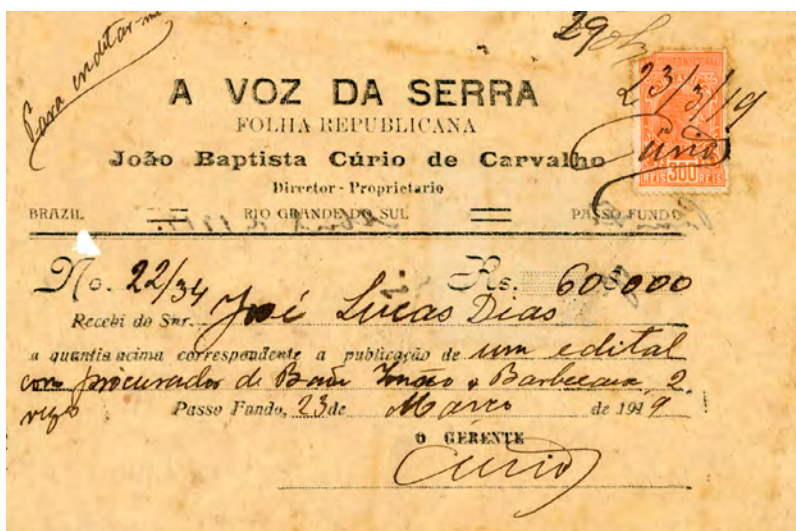 29
A VOZ DA SERRA
23/3/19
FOLHA REPUBLICANA
Cúrio
João Baptista Cúrio de Carvalho
REIS 300 REIS
Director - Proprietario
BRAZIL RIO GRANDE DO SUL PASSO FUNDO
No. 22/34 Rs. 60$000
Recebi do Snr. José Lucas Dias
a quantia acima correspondente a publicação de um edital
com procurador de & 2
vezes Passo Fundo, 23 de Março de 1919
O GERENTE
Cúrio